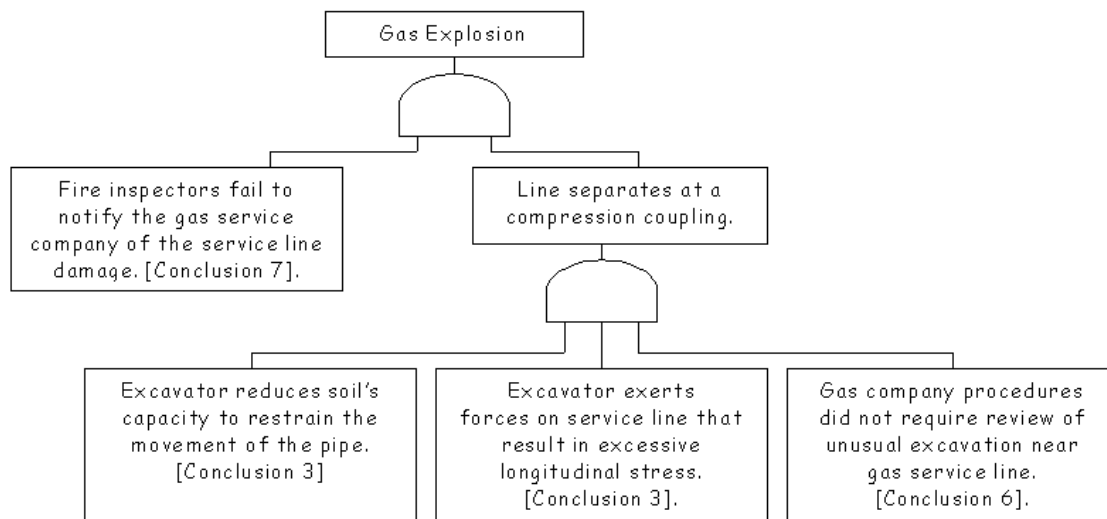 Gas Explosion
Fire inspectors fail to
notify the gas service
company of the service line
damage. [Conclusion 7].
Line separates at a
compression coupling.
Excavator reduces soil's
capacity to restrain the
movement of the pipe.
[Conclusion 3]
Excavator exerts
forces on service line that
result in excessive
longitudinal stress.
[Conclusion 3].
Gas company procedures
did not require review of
unusual excavation near
gas service line.
[Conclusion 6].